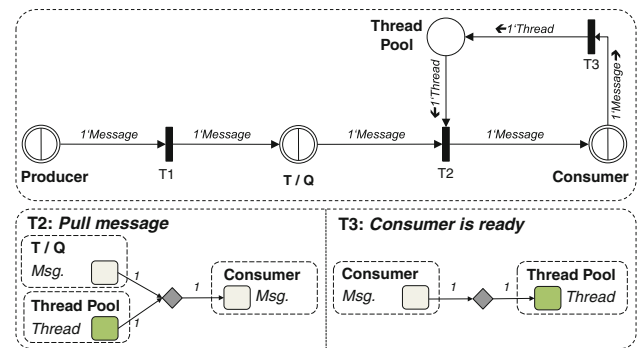 Thread
Pool
🡰1'Thread
T3
🡰1'Thread
1'Message🡲
1'Message
1'Message
1'Message
1'Message
Producer
T1
T / Q
T2
Consumer
T2: Pull message
T / Q
Msg.
1
Thread Pool
Thread
1
1
Consumer
Msg.
T3: Consumer is ready
Consumer
Msg.
1
1
Thread Pool
Thread